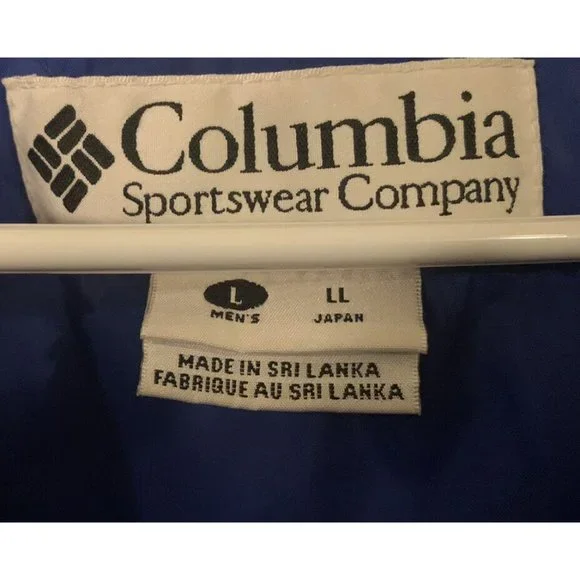 Columbia
Sportswear Company
L LL
MEN'S JAPAN
MADE IN SRI LANKA
FABRIQUE AU SRI LANKA